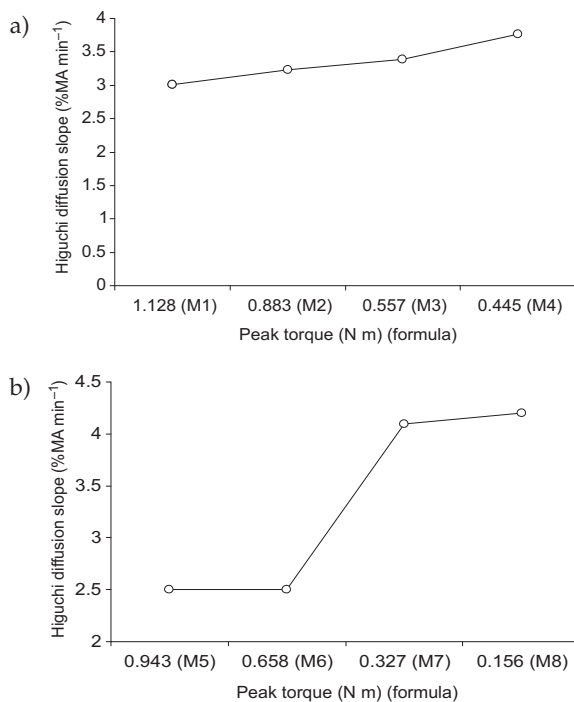 a)
Higuchi diffusion slope (%MA min⁻¹)
4
3.5
3
2.5
2
1.5
1
0.5
0
1.128 (M1) 0.883 (M2) 0.557 (M3) 0.445 (M4)
Peak torque (N m) (formula)
b)
Higuchi diffusion slope (%MA min⁻¹)
4.5
4
3.5
3
2.5
2
0.943 (M5) 0.658 (M6) 0.327 (M7) 0.156 (M8)
Peak torque (N m) (formula)